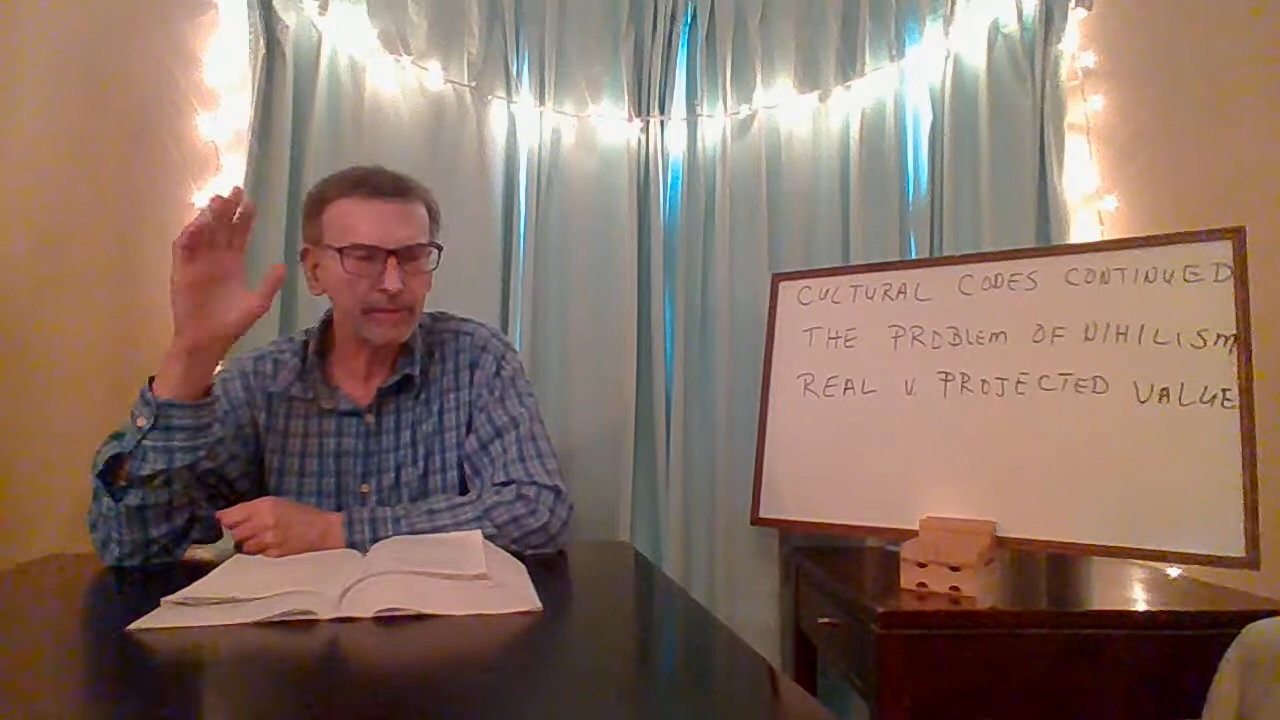 CULTURAL CODES CONTINUED
THE PROBLEM OF NIHILISM
REAL V. PROJECTED VALUE